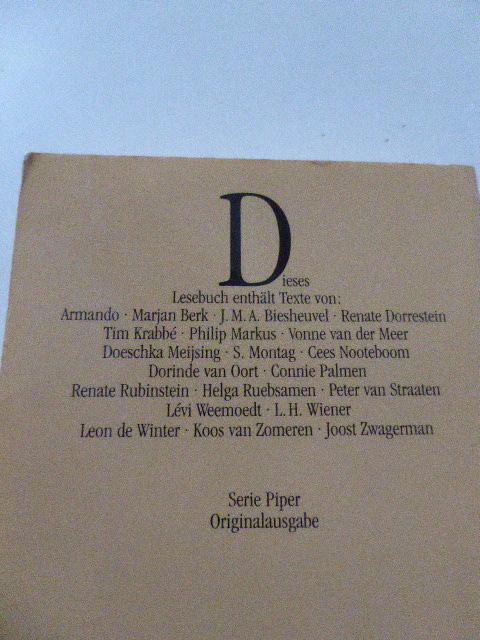 Dieses
Lesebuch enthält Texte von:
Armando · Marjan Berk · J. M. A. Biesheuvel · Renate Dorrestein
Tim Krabbé · Philip Markus · Vonne van der Meer
Doeschka Meijsing · S. Montag · Cees Nooteboom
Dorinde van Oort · Connie Palmen
Renate Rubinstein · Helga Ruebsamen · Peter van Straaten
Lévi Weemoedt · L. H. Wiener
Leon de Winter · Koos van Zomeren · Joost Zwagerman
Serie Piper
Originalausgabe